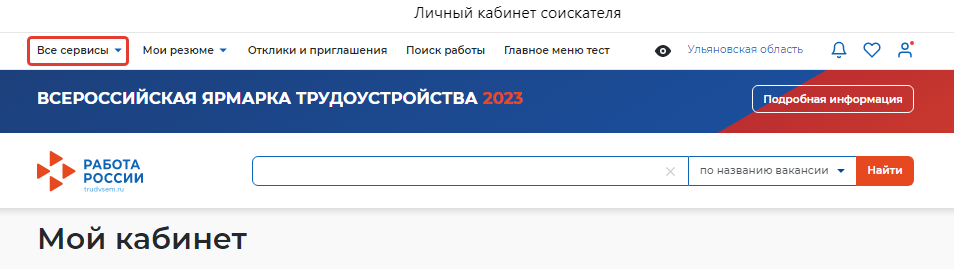 Личный кабинет соискателя
Все сервисы Мои резюме Отклики и приглашения Поиск работы Главное меню тест Ульяновская область
ВСЕРОССИЙСКАЯ ЯРМАРКА ТРУДОУСТРОЙСТВА 2023 Подробная информация
РАБОТА
РОССИИ
trudvsem.ru
по названию вакансии Найти
Мой кабинет